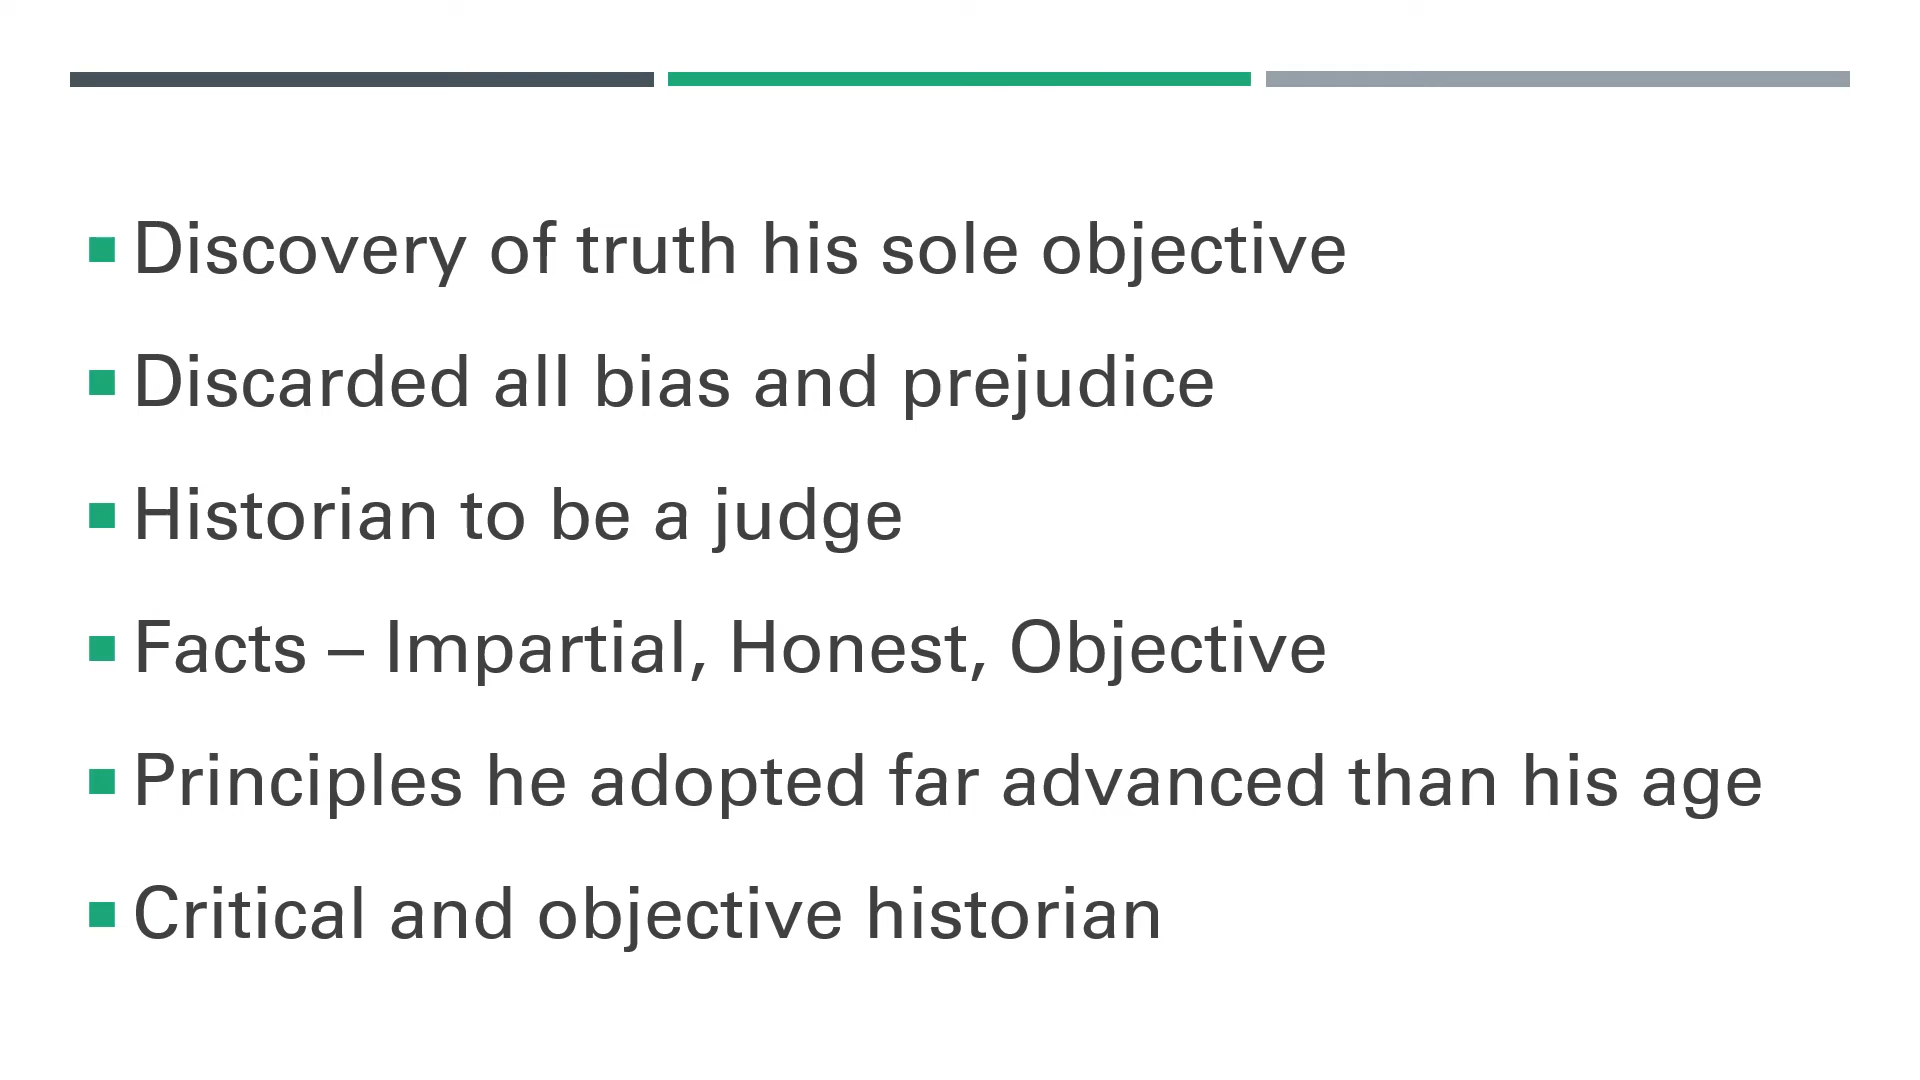 Discovery of truth his sole objective
Discarded all bias and prejudice
Historian to be a judge
Facts – Impartial, Honest, Objective
Principles he adopted far advanced than his age
Critical and objective historian